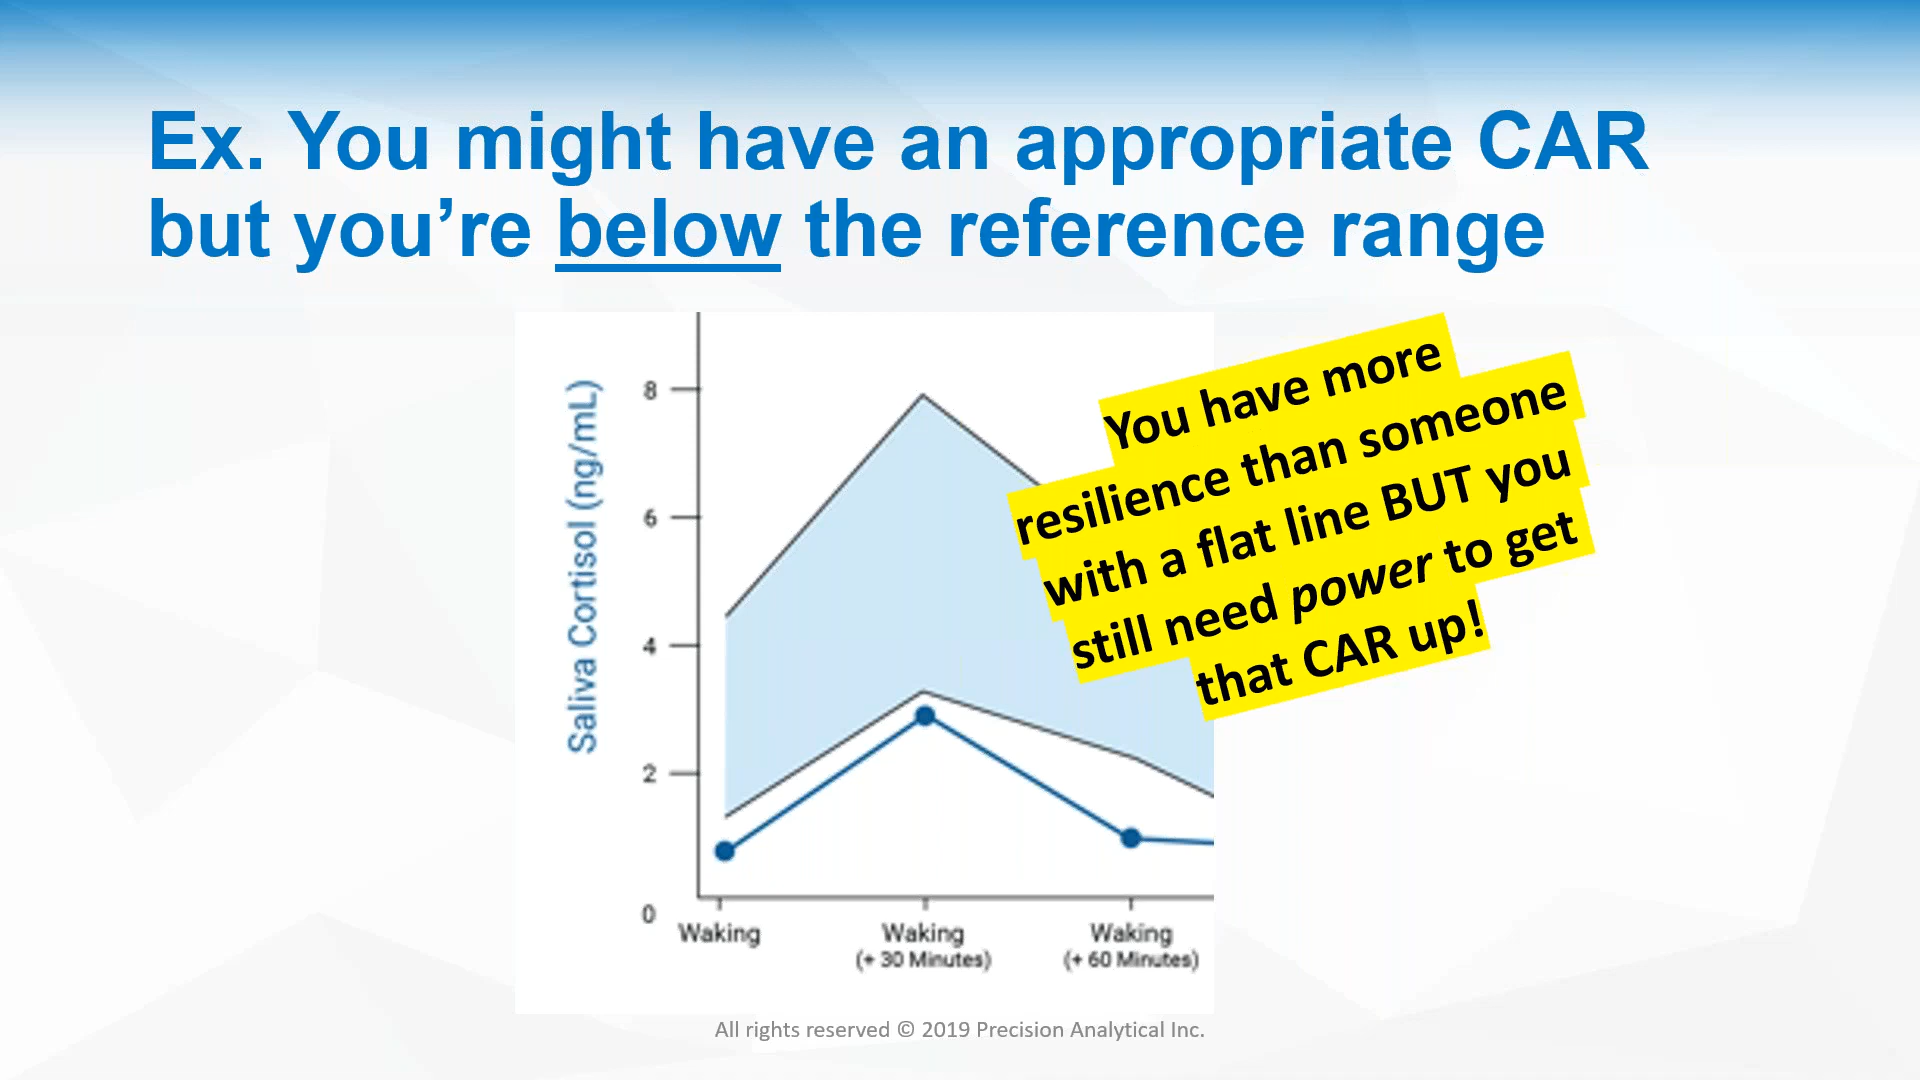 Ex. You might have an appropriate CAR
but you’re below the reference range
You have more
resilience than someone
with a flat line BUT you
still need power to get
that CAR up!
Saliva Cortisol (ng/mL)
8
6
4
2
0
Waking
Waking
(+ 30 Minutes)
Waking
(+ 60 Minutes)
All rights reserved © 2019 Precision Analytical Inc.